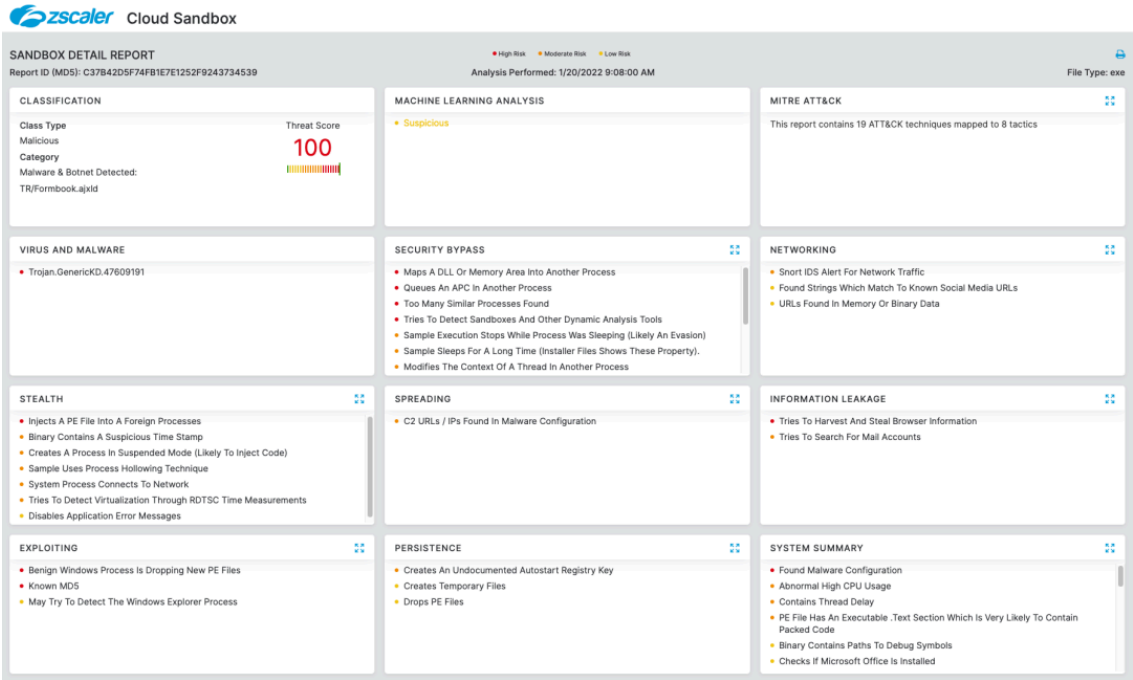 zscaler Cloud Sandbox
SANDBOX DETAIL REPORT
Report ID (MD5): C37B42D5F74FB1E7E1252F9243734539
High Risk Moderate Risk Low Risk
Analysis Performed: 1/20/2022 9:08:00 AM
File Type: exe
CLASSIFICATION
Class Type
Malicious
Category
Malware & Botnet Detected:
TR/Formbook.ajxld
Threat Score
100
MACHINE LEARNING ANALYSIS
Suspicious
MITRE ATT&CK
This report contains 19 ATT&CK techniques mapped to 8 tactics
VIRUS AND MALWARE
Trojan.GenericKD.47609191
SECURITY BYPASS
Maps A DLL Or Memory Area Into Another Process
Queues An APC In Another Process
Too Many Similar Processes Found
Tries To Detect Sandboxes And Other Dynamic Analysis Tools
Sample Execution Stops While Process Was Sleeping (Likely An Evasion)
Sample Sleeps For A Long Time (Installer Files Shows These Property).
Modifies The Context Of A Thread In Another Process
NETWORKING
Snort IDS Alert For Network Traffic
Found Strings Which Match To Known Social Media URLs
URLs Found In Memory Or Binary Data
STEALTH
Injects A PE File Into A Foreign Processes
Binary Contains A Suspicious Time Stamp
Creates A Process In Suspended Mode (Likely To Inject Code)
Sample Uses Process Hollowing Technique
System Process Connects To Network
Tries To Detect Virtualization Through RDTSC Time Measurements
Disables Application Error Messages
SPREADING
C2 URLs / IPs Found In Malware Configuration
INFORMATION LEAKAGE
Tries To Harvest And Steal Browser Information
Tries To Search For Mail Accounts
EXPLOITING
Benign Windows Process Is Dropping New PE Files
Known MD5
May Try To Detect The Windows Explorer Process
PERSISTENCE
Creates An Undocumented Autostart Registry Key
Creates Temporary Files
Drops PE Files
SYSTEM SUMMARY
Found Malware Configuration
Abnormal High CPU Usage
Contains Thread Delay
PE File Has An Executable .Text Section Which Is Very Likely To Contain
Packed Code
Binary Contains Paths To Debug Symbols
Checks If Microsoft Office Is Installed